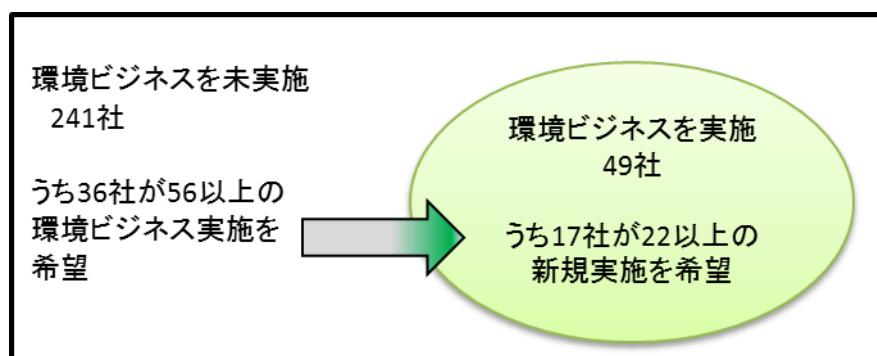 環境ビジネスを未実施
241社
うち36社が56以上の
環境ビジネス実施を
希望
環境ビジネスを実施
49社
うち17社が22以上の
新規実施を希望